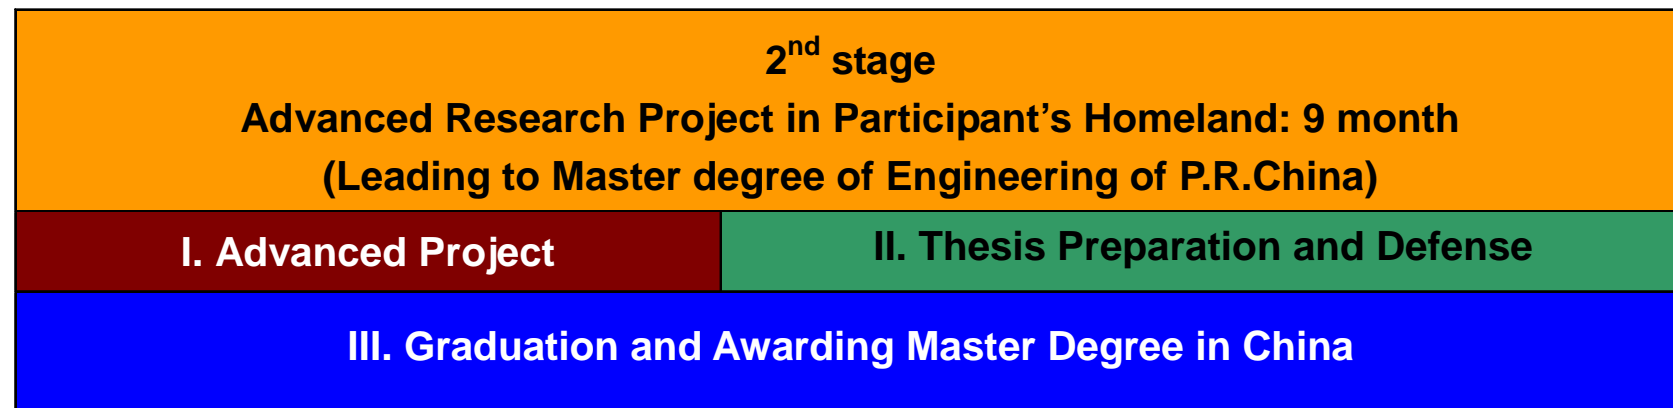 2nd stage
Advanced Research Project in Participant’s Homeland: 9 month
(Leading to Master degree of Engineering of P.R.China)
I. Advanced Project
II. Thesis Preparation and Defense
III. Graduation and Awarding Master Degree in China